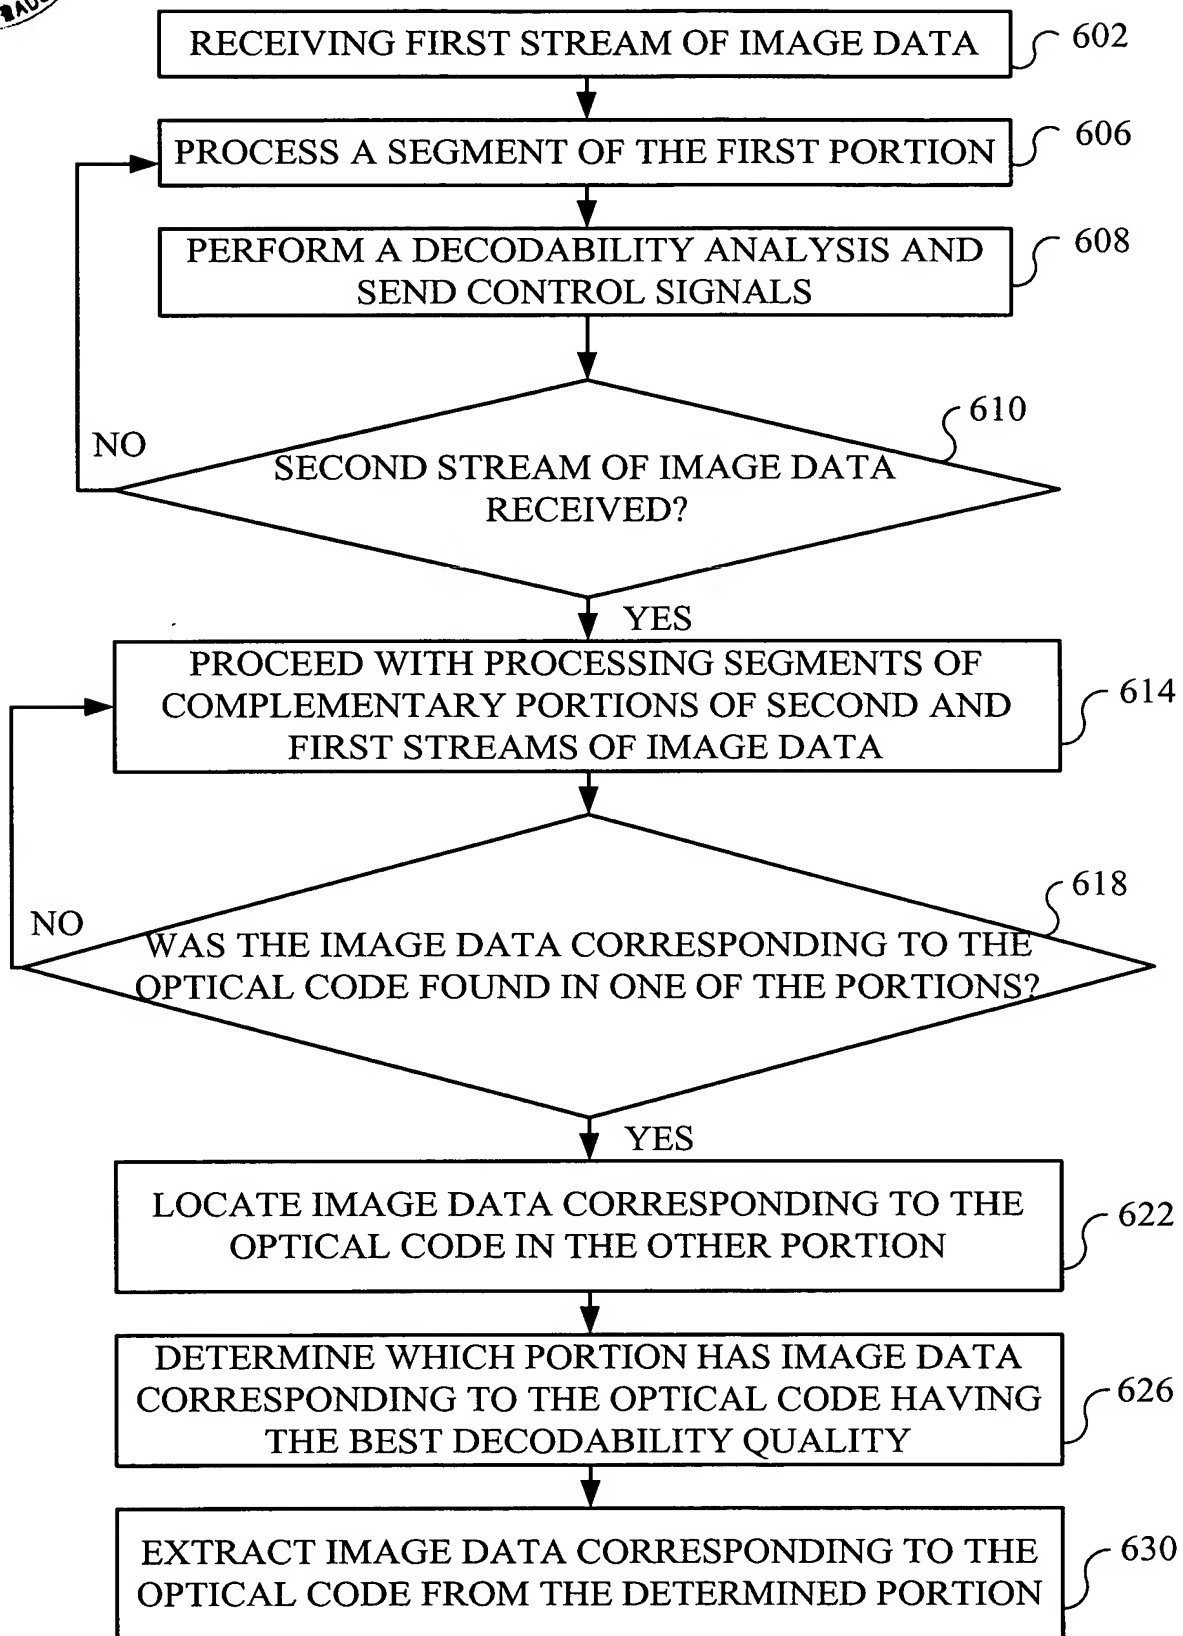 RECEIVING FIRST STREAM OF IMAGE DATA
602
PROCESS A SEGMENT OF THE FIRST PORTION
606
PERFORM A DECODABILITY ANALYSIS AND
SEND CONTROL SIGNALS
608
610
NO
SECOND STREAM OF IMAGE DATA
RECEIVED?
YES
PROCEED WITH PROCESSING SEGMENTS OF
COMPLEMENTARY PORTIONS OF SECOND AND
FIRST STREAMS OF IMAGE DATA
614
618
NO
WAS THE IMAGE DATA CORRESPONDING TO THE
OPTICAL CODE FOUND IN ONE OF THE PORTIONS?
YES
LOCATE IMAGE DATA CORRESPONDING TO THE
OPTICAL CODE IN THE OTHER PORTION
622
DETERMINE WHICH PORTION HAS IMAGE DATA
CORRESPONDING TO THE OPTICAL CODE HAVING
THE BEST DECODABILITY QUALITY
626
EXTRACT IMAGE DATA CORRESPONDING TO THE
OPTICAL CODE FROM THE DETERMINED PORTION
630